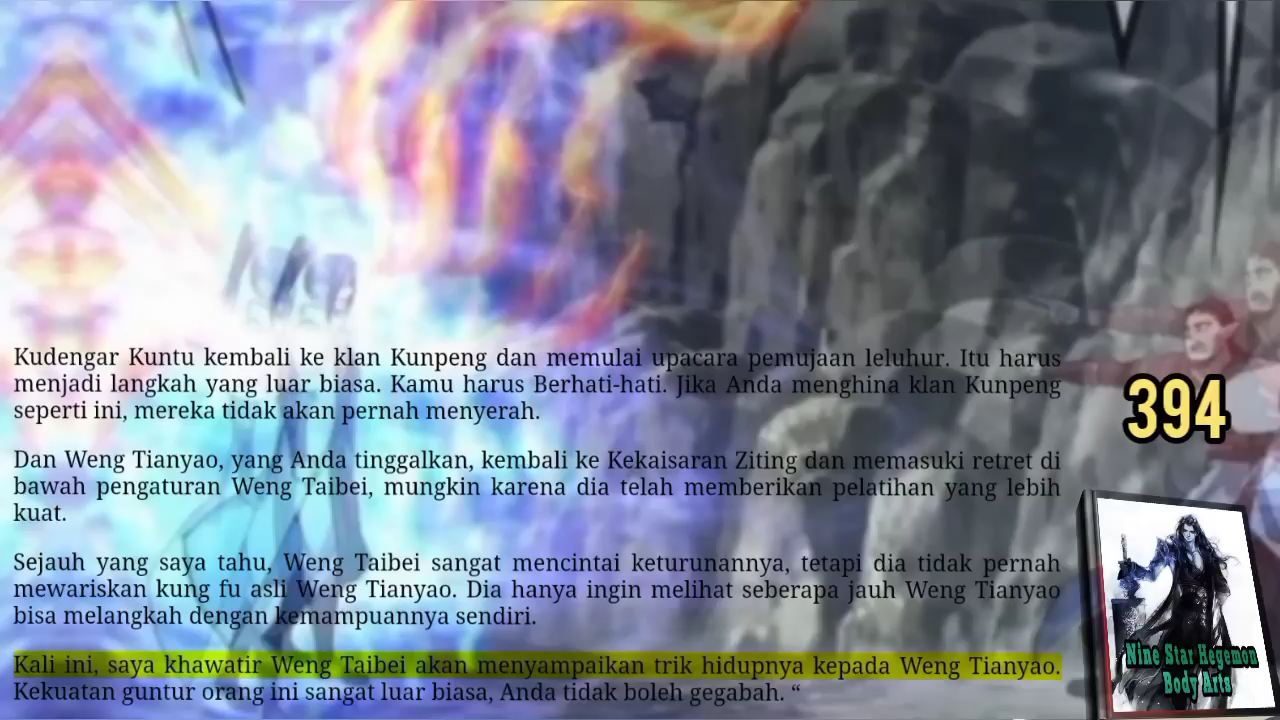 Kudengar Kuntu kembali ke klan Kunpeng dan memulai upacara pemujaan leluhur. Itu harus
menjadi langkah yang luar biasa. Kamu harus Berhati-hati. Jika Anda menghina klan Kunpeng
seperti ini, mereka tidak akan pernah menyerah.
Dan Weng Tianyao, yang Anda tinggalkan, kembali ke Kekaisaran Ziting dan memasuki retret di
bawah pengaturan Weng Taibei, mungkin karena dia telah memberikan pelatihan yang lebih
kuat.
Sejauh yang saya tahu, Weng Taibei sangat mencintai keturunannya, tetapi dia tidak pernah
mewariskan kung fu asli Weng Tianyao. Dia hanya ingin melihat seberapa jauh Weng Tianyao
bisa melangkah dengan kemampuannya sendiri.
Kali ini, saya khawatir Weng Taibei akan menyampaikan trik hidupnya kepada Weng Tianyao.
Kekuatan guntur orang ini sangat luar biasa, Anda tidak boleh gegabah. “
394
Nine Star Hegemon
Body Arts